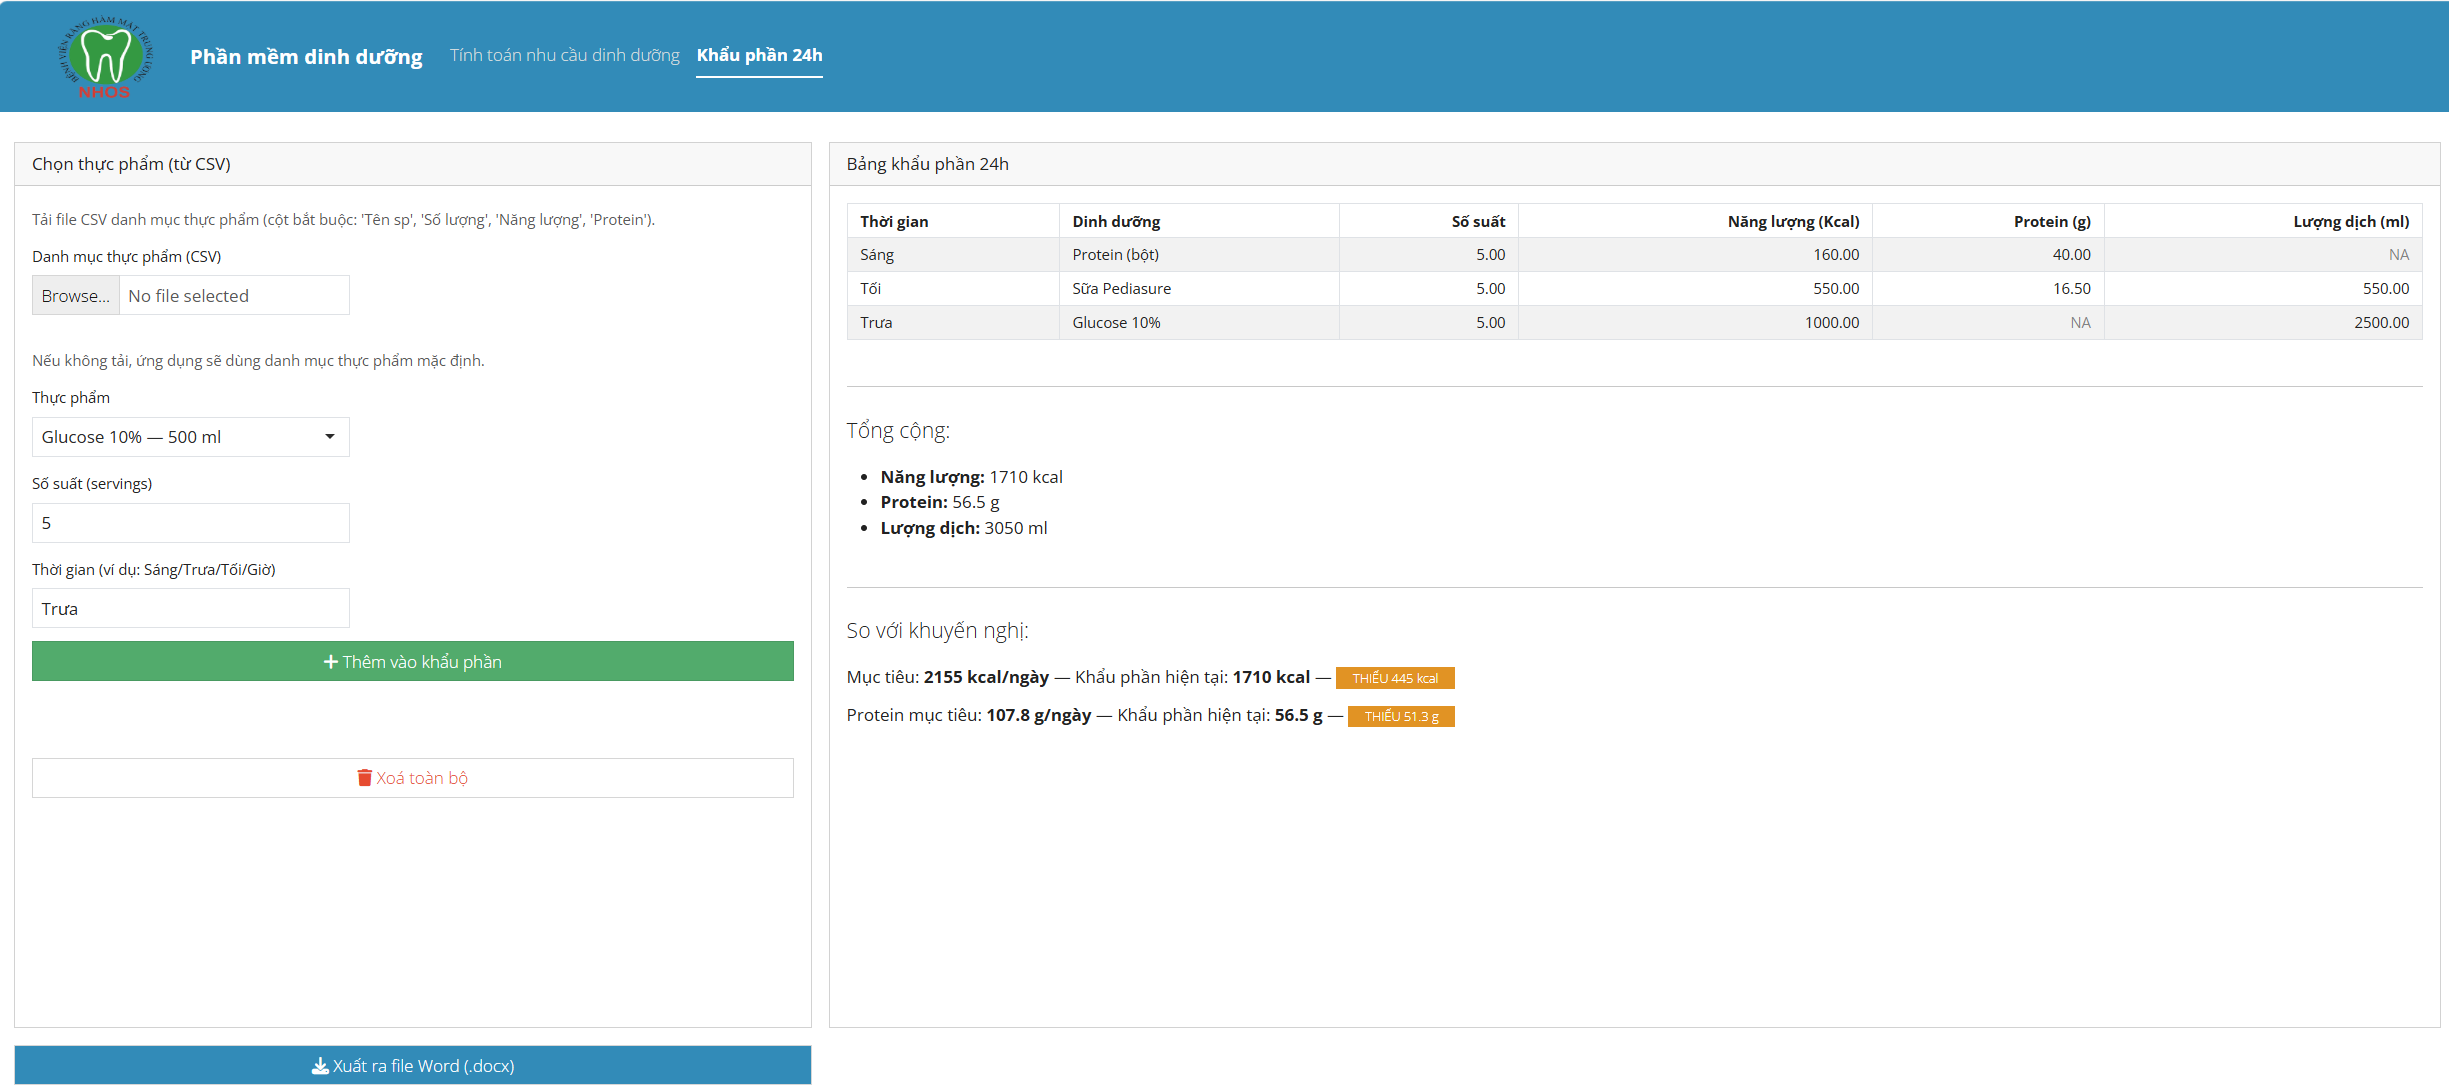 BỆNH VIỆN RĂNG HÀM MẶT TRUNG ƯƠNG
NHOS
Phần mềm dinh dưỡng
Tính toán nhu cầu dinh dưỡng
Khẩu phần 24h
Chọn thực phẩm (từ CSV)
Tải file CSV danh mục thực phẩm (cột bắt buộc: 'Tên sp', 'Số lượng', 'Năng lượng', 'Protein').
Danh mục thực phẩm (CSV)
Browse... No file selected
Nếu không tải, ứng dụng sẽ dùng danh mục thực phẩm mặc định.
Thực phẩm
Glucose 10% — 500 ml
Số suất (servings)
5
Thời gian (ví dụ: Sáng/Trưa/Tối/Giờ)
Trưa
Thêm vào khẩu phần
Xoá toàn bộ
Xuất ra file Word (.docx)
Bảng khẩu phần 24h
Thời gian Dinh dưỡng Số suất Năng lượng (Kcal) Protein (g) Lượng dịch (ml)
Sáng Protein (bột) 5.00 160.00 40.00 NA
Tối Sữa Pediasure 5.00 550.00 16.50 550.00
Trưa Glucose 10% 5.00 1000.00 NA 2500.00
Tổng cộng:
Năng lượng: 1710 kcal
Protein: 56.5 g
Lượng dịch: 3050 ml
So với khuyến nghị:
Mục tiêu: 2155 kcal/ngày — Khẩu phần hiện tại: 1710 kcal — THIẾU 445 kcal
Protein mục tiêu: 107.8 g/ngày — Khẩu phần hiện tại: 56.5 g — THIẾU 51.3 g